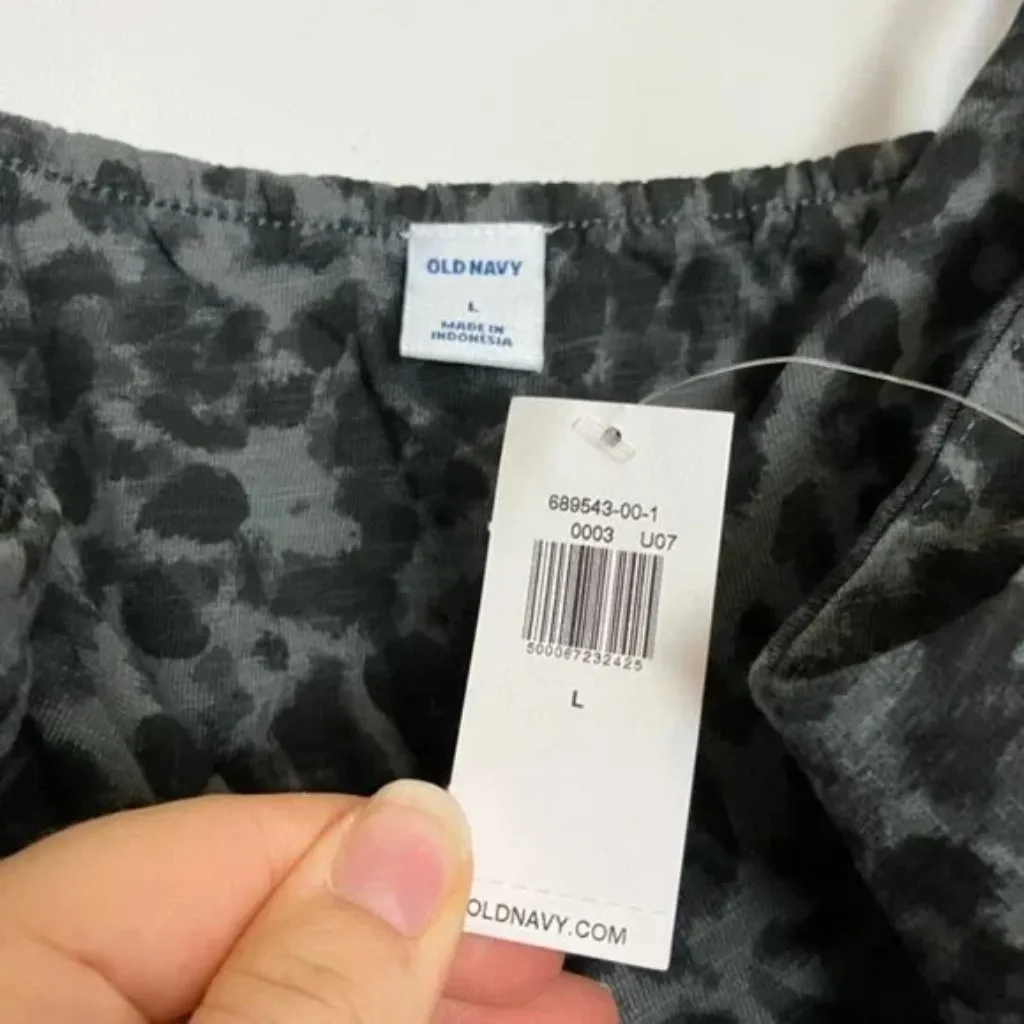 OLD NAVY
L
MADE IN
INDONESIA
689543-00-1
0003 U07
500067232425
L
OLDNAVY.COM